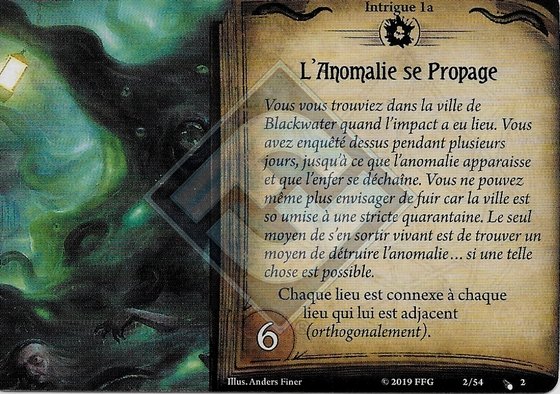 Intrigue 1a
L'Anomalie se Propage
Vous vous trouviez dans la ville de
Blackwater quand l'impact a eu lieu. Vous
avez enquêté dessus pendant plusieurs
jours, jusqu'à ce que l'anomalie apparaisse
et que l'enfer se déchaîne. Vous ne pouvez
même plus envisager de fuir car la ville est
so umise à une stricte quarantaine. Le seul
moyen de s'en sortir vivant est de trouver un
moyen de détruire l'anomalie… si une telle
chose est possible.
Chaque lieu est connexe à chaque
lieu qui lui est adjacent
(orthogonalement).
6
Illus. Anders Finer
© 2019 FFG
2/54
2